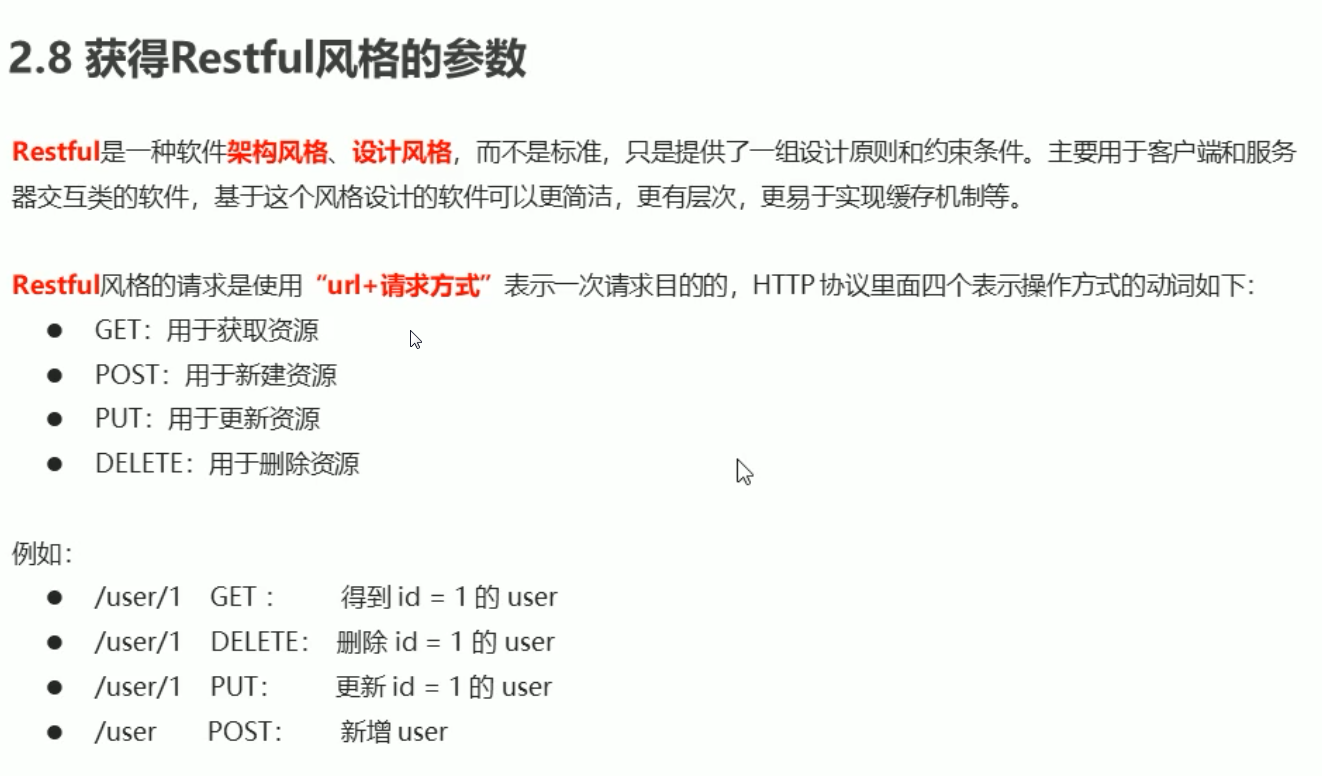 2.8 获得Restful风格的参数
Restful是一种软件架构风格、设计风格，而不是标准，只是提供了一组设计原则和约束条件。主要用于客户端和服务
器交互类的软件，基于这个风格设计的软件可以更简洁，更有层次，更易于实现缓存机制等。
Restful风格的请求是使用“url+请求方式”表示一次请求目的的，HTTP 协议里面四个表示操作方式的动词如下：
● GET：用于获取资源
● POST：用于新建资源
● PUT：用于更新资源
● DELETE：用于删除资源
例如：
● /user/1 GET： 得到 id = 1 的 user
● /user/1 DELETE： 删除 id = 1 的 user
● /user/1 PUT： 更新 id = 1 的 user
● /user POST： 新增 user